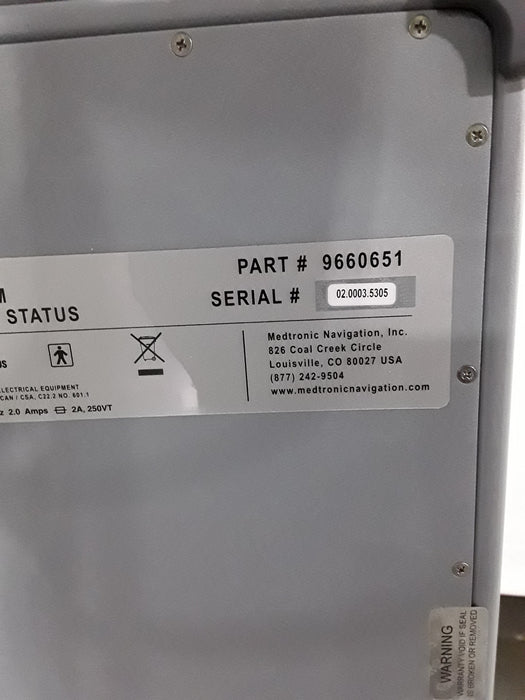 PART # 9660651
M
SERIAL # 02.0003.5305
STATUS
Medtronic Navigation, Inc.
826 Coal Creek Circle
Louisville, CO 80027 USA
(877) 242-9504
www.medtronicnavigation.com
LECTRICAL EQUIPMENT
CAN / CSA, C22.2 NO. 601.1
z 2.0 Amps 2A, 250VT
WARNING
WARRANTY VOID IF SEAL
IS BROKEN OR REMOVED